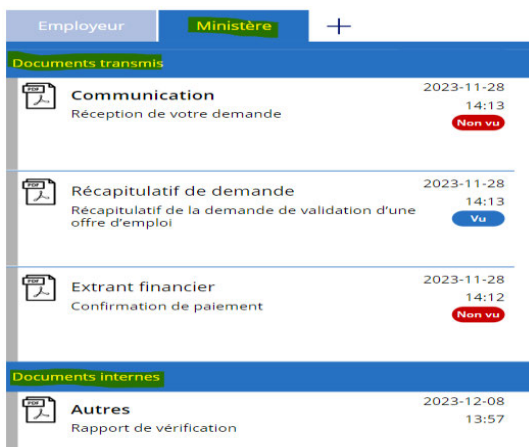 Employeur Ministère +
Documents transmis
PDF Communication 2023-11-28
Réception de votre demande 14:13
Non vu
PDF Récapitulatif de demande 2023-11-28
Récapitulatif de la demande de validation d'une 14:13
offre d'emploi Vu
PDF Extrant financier 2023-11-28
Confirmation de paiement 14:12
Non vu
Documents internes
PDF Autres 2023-12-08
Rapport de vérification 13:57